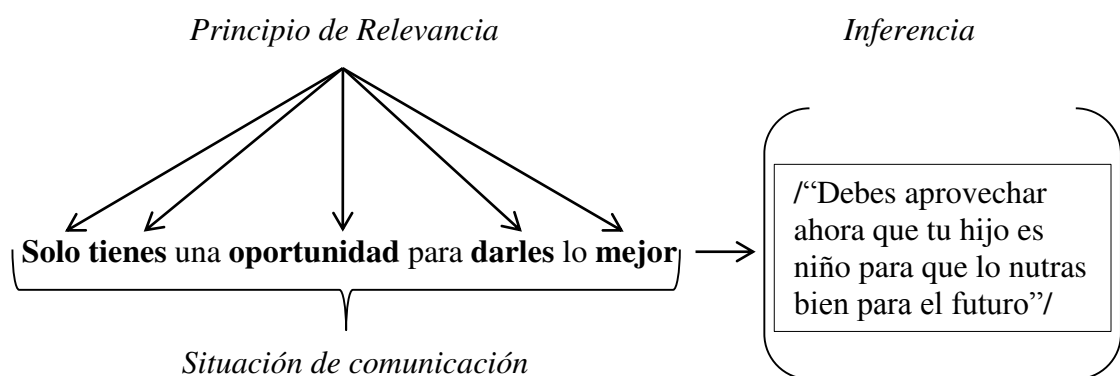 Principio de Relevancia
Inferencia
Solo tienes una oportunidad para darles lo mejor
/“Debes aprovechar
ahora que tu hijo es
niño para que lo nutras
bien para el futuro”/
Situación de comunicación